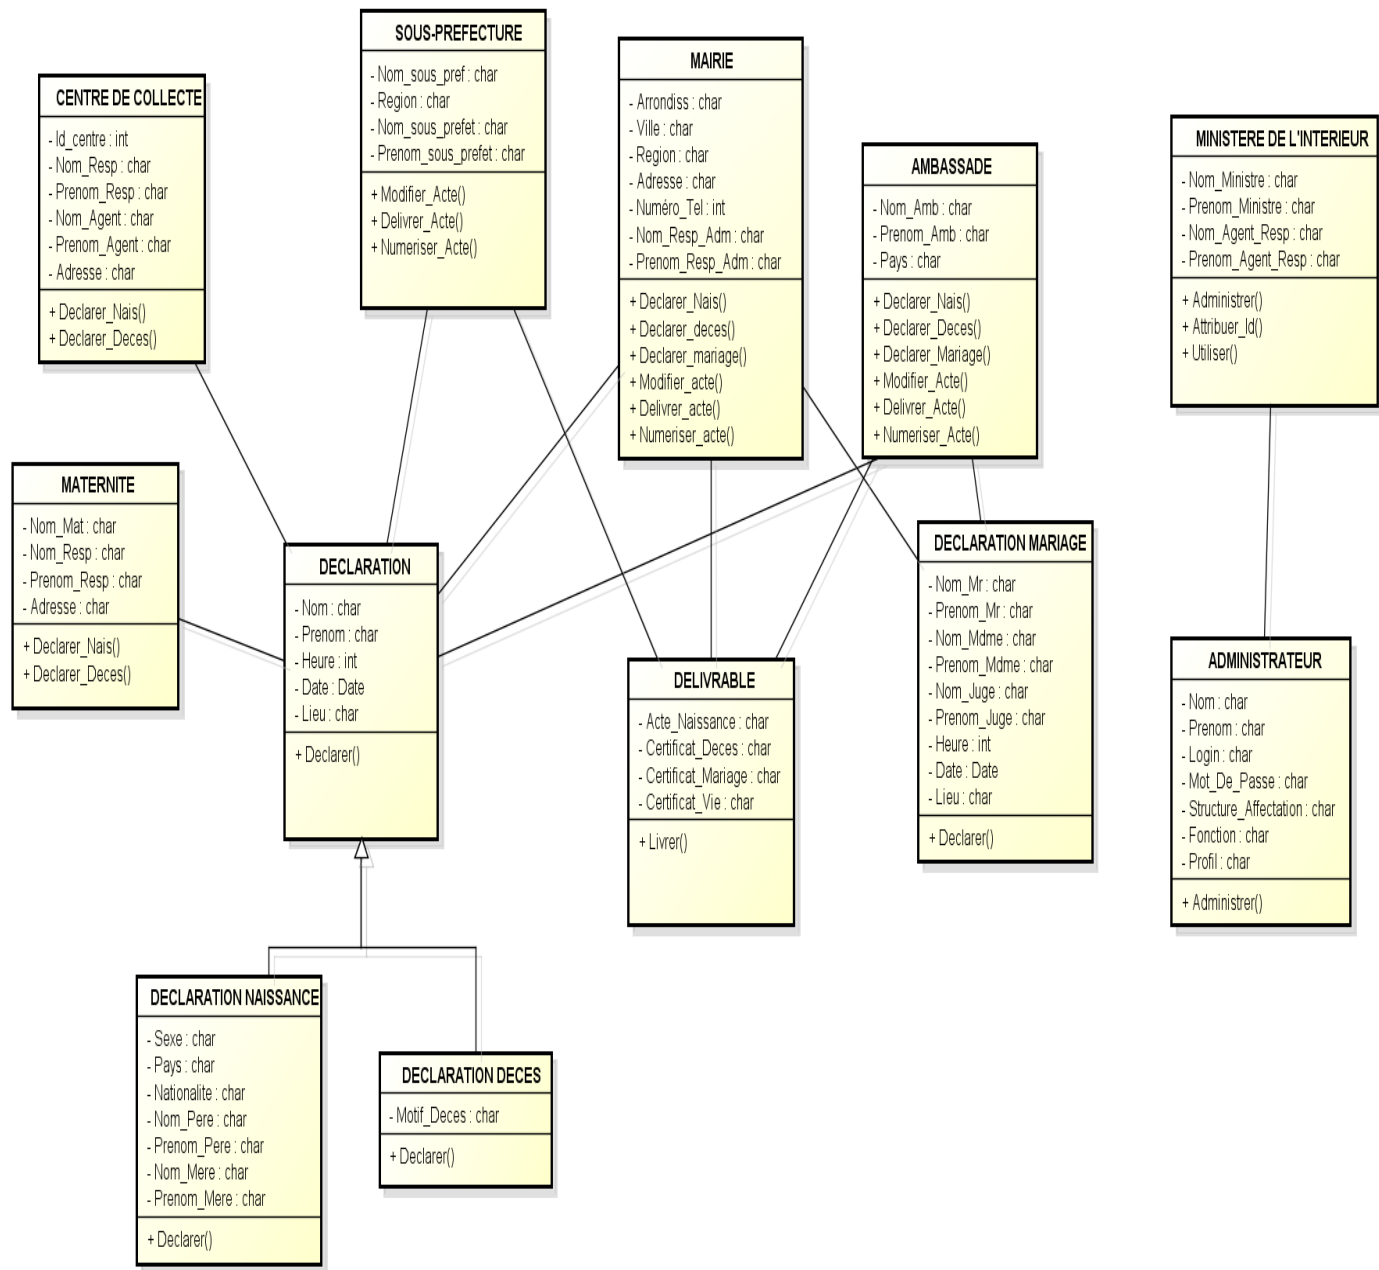 SOUS-PREFECTURE
- Nom_sous_pref : char
- Region : char
- Nom_sous_prefet : char
- Prenom_sous_prefet : char
+ Modifier_Acte()
+ Delivrer_Acte()
+ Numeriser_Acte()
MAIRIE
- Arrondiss : char
- Ville : char
- Region : char
- Adresse : char
- Numéro_Tel : int
- Nom_Resp_Adm : char
- Prenom_Resp_Adm : char
+ Declarer_Nais()
+ Declarer_deces()
+ Declarer_mariage()
+ Modifier_acte()
+ Delivrer_acte()
+ Numeriser_acte()
CENTRE DE COLLECTE
- Id_centre : int
- Nom_Resp : char
- Prenom_Resp : char
- Nom_Agent : char
- Prenom_Agent : char
- Adresse : char
+ Declarer_Nais()
+ Declarer_Deces()
MINISTERE DE L'INTERIEUR
- Nom_Ministre : char
- Prenom_Ministre : char
- Nom_Agent_Resp : char
- Prenom_Agent_Resp : char
+ Administrer()
+ Attribuer_Id()
+ Utiliser()
AMBASSADE
- Nom_Amb : char
- Prenom_Amb : char
- Pays : char
+ Declarer_Nais()
+ Declarer_Deces()
+ Declarer_Mariage()
+ Modifier_Acte()
+ Delivrer_Acte()
+ Numeriser_Acte()
MATERNITE
- Nom_Mat : char
- Nom_Resp : char
- Prenom_Resp : char
- Adresse : char
+ Declarer_Nais()
+ Declarer_Deces()
DECLARATION
- Nom : char
- Prenom : char
- Heure : int
- Date : Date
- Lieu : char
+ Declarer()
DELIVRABLE
- Acte_Naissance : char
- Certificat_Deces : char
- Certificat_Mariage : char
- Certificat_Vie : char
+ Livrer()
DECLARATION MARIAGE
- Nom_Mr : char
- Prenom_Mr : char
- Nom_Mdme : char
- Prenom_Mdme : char
- Nom_Juge : char
- Prenom_Juge : char
- Heure : int
- Date : Date
- Lieu : char
+ Declarer()
ADMINISTRATEUR
- Nom : char
- Prenom : char
- Login : char
- Mot_De_Passe : char
- Structure_Affectation : char
- Fonction : char
- Profil : char
+ Administrer()
DECLARATION NAISSANCE
- Sexe : char
- Pays : char
- Nationalite : char
- Nom_Pere : char
- Prenom_Pere : char
- Nom_Mere : char
- Prenom_Mere : char
+ Declarer()
DECLARATION DECES
- Motif_Deces : char
+ Declarer()